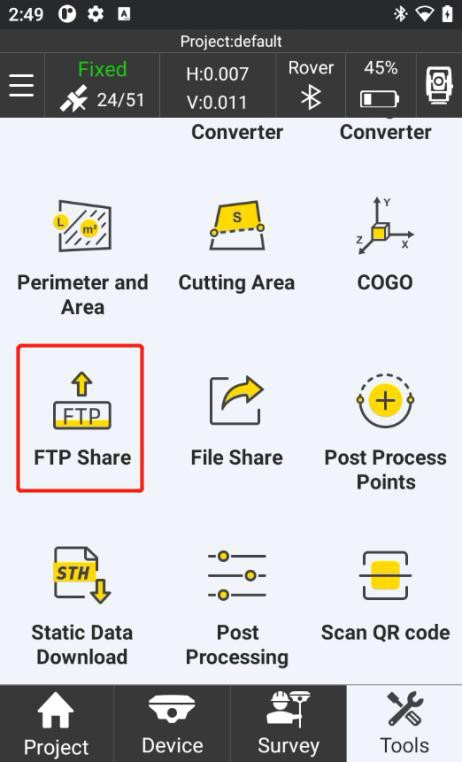 2:49
Project:default
Fixed
24/51
H:0.007
V:0.011
Rover
45%
Converter
Converter
L
m²
Perimeter and
Area
S
Cutting Area
Y
Z
X
COGO
FTP
FTP Share
File Share
Post Process
Points
STH
Static Data
Download
Post
Processing
Scan QR code
Project
Device
Survey
Tools